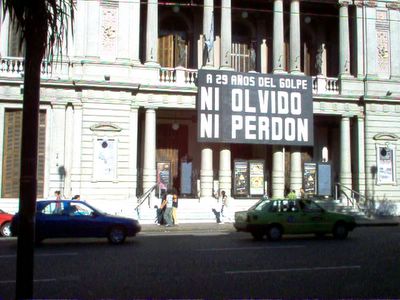 A 29 AÑOS DEL GOLPE
NI OLVIDO
NI PERDON